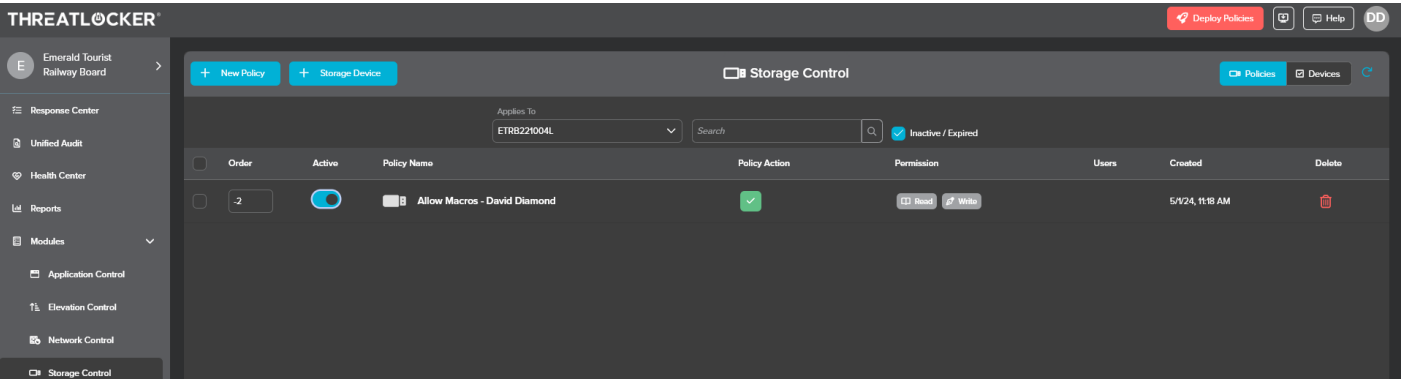 THREATLOCKER®
Deploy Policies
Help
DD
E
Emerald Tourist
Railway Board
New Policy
Storage Device
Storage Control
Policies
Devices
Response Center
Applies To
ETRB221004L
Search
Inactive / Expired
Unified Audit
Order
Active
Policy Name
Policy Action
Permission
Users
Created
Delete
Health Center
-2
Allow Macros - David Diamond
Read
Write
5/1/24, 11:18 AM
Reports
Modules
Application Control
Elevation Control
Network Control
Storage Control